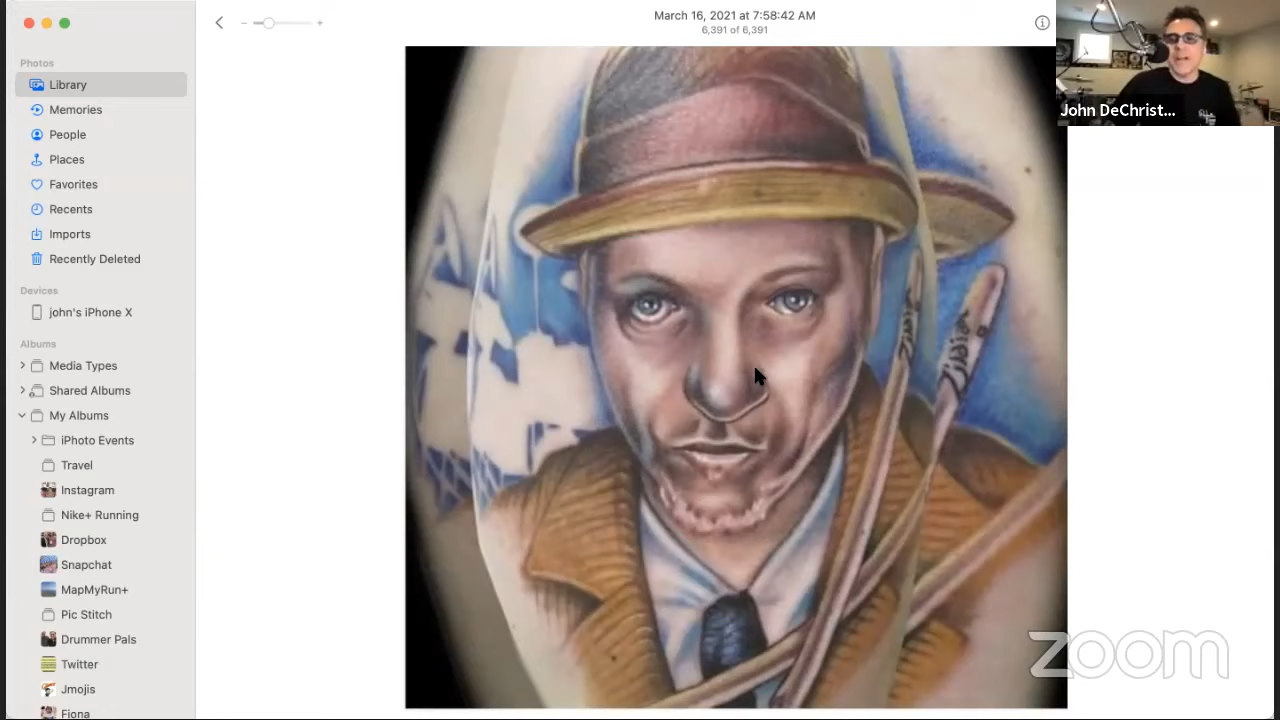 March 16, 2021 at 7:58:42 AM
6,391 of 6,391
Photos
Library
Memories
People
Places
Favorites
Recents
Imports
Recently Deleted
Devices
john's iPhone X
Albums
Media Types
Shared Albums
My Albums
iPhoto Events
Travel
Instagram
Nike+ Running
Dropbox
Snapchat
MapMyRun+
Pic Stitch
Drummer Pals
Twitter
Jmojis
Fiona
John DeChrist...
zoom